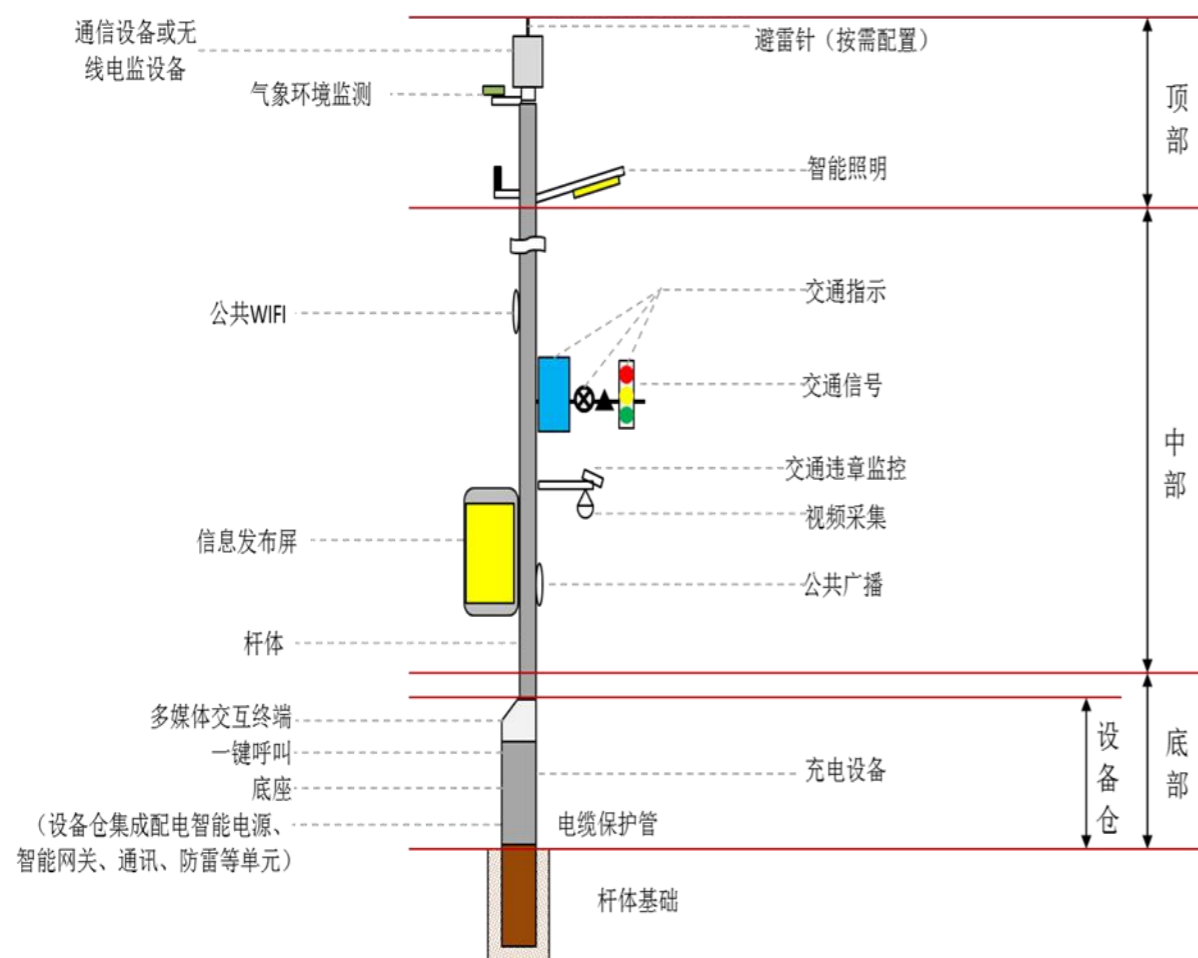 通信设备或无
线电监设备
避雷针（按需配置）
气象环境监测
顶部
智能照明
公共WIFI
交通指示
交通信号
中部
交通违章监控
视频采集
信息发布屏
公共广播
杆体
多媒体交互终端
一键呼叫
底座
（设备仓集成配电智能电源、
智能网关、通讯、防雷等单元）
充电设备
设备仓
底部
电缆保护管
杆体基础